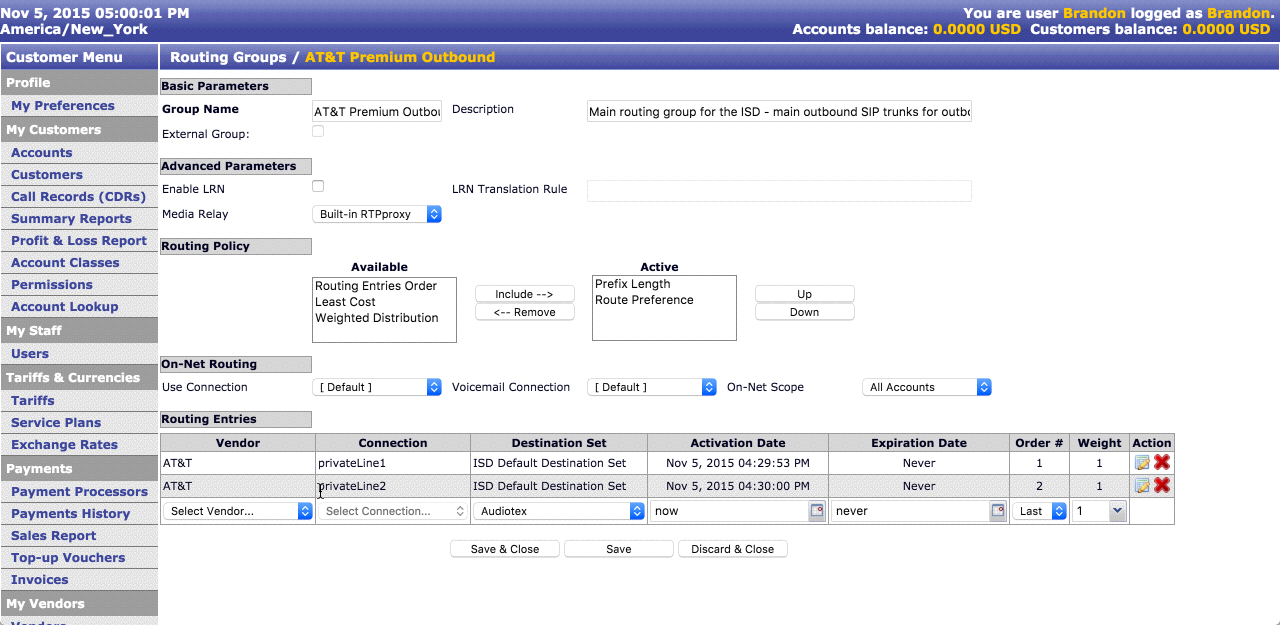 Nov 5, 2015 05:00:01 PM
America/New_York
You are user Brandon logged as Brandon.
Accounts balance: 0.0000 USD Customers balance: 0.0000 USD
Customer Menu
Profile
My Preferences
My Customers
Accounts
Customers
Call Records (CDRs)
Summary Reports
Profit & Loss Report
Account Classes
Permissions
Account Lookup
My Staff
Users
Tariffs & Currencies
Tariffs
Service Plans
Exchange Rates
Payments
Payment Processors
Payments History
Sales Report
Top-up Vouchers
Invoices
My Vendors
Vendors
Routing Groups / AT&T Premium Outbound
Basic Parameters
Group Name AT&T Premium Outbou Description Main routing group for the ISD - main outbound SIP trunks for outbo
External Group:
Advanced Parameters
Enable LRN LRN Translation Rule
Media Relay Built-in RTPproxy
Routing Policy
Available Active
Routing Entries Order
Least Cost
Weighted Distribution
Include -->
<-- Remove
Prefix Length
Route Preference
Up
Down
On-Net Routing
Use Connection [ Default ] Voicemail Connection [ Default ] On-Net Scope All Accounts
Routing Entries
Vendor Connection Destination Set Activation Date Expiration Date Order # Weight Action
AT&T privateLine1 ISD Default Destination Set Nov 5, 2015 04:29:53 PM Never 1 1
AT&T privateLine2 ISD Default Destination Set Nov 5, 2015 04:30:00 PM Never 2 1
Select Vendor... Select Connection... Audiotex now never Last 1
Save & Close Save Discard & Close